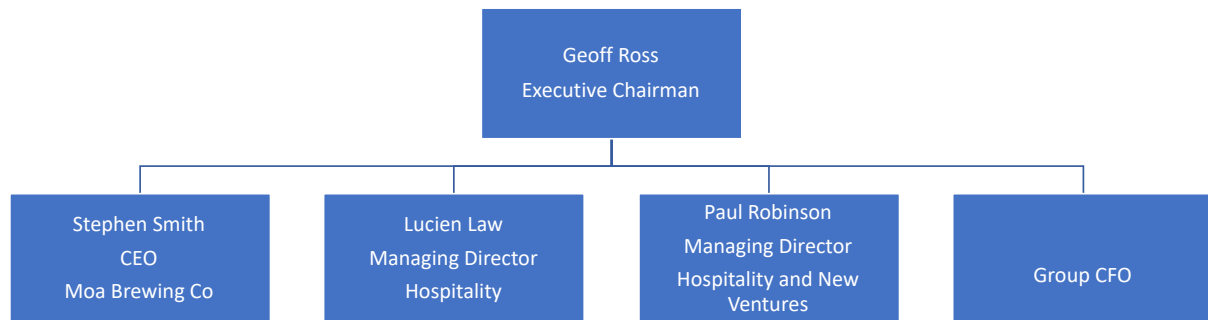 Geoff Ross
Executive Chairman
Stephen Smith
CEO
Moa Brewing Co
Lucien Law
Managing Director
Hospitality
Paul Robinson
Managing Director
Hospitality and New
Ventures
Group CFO